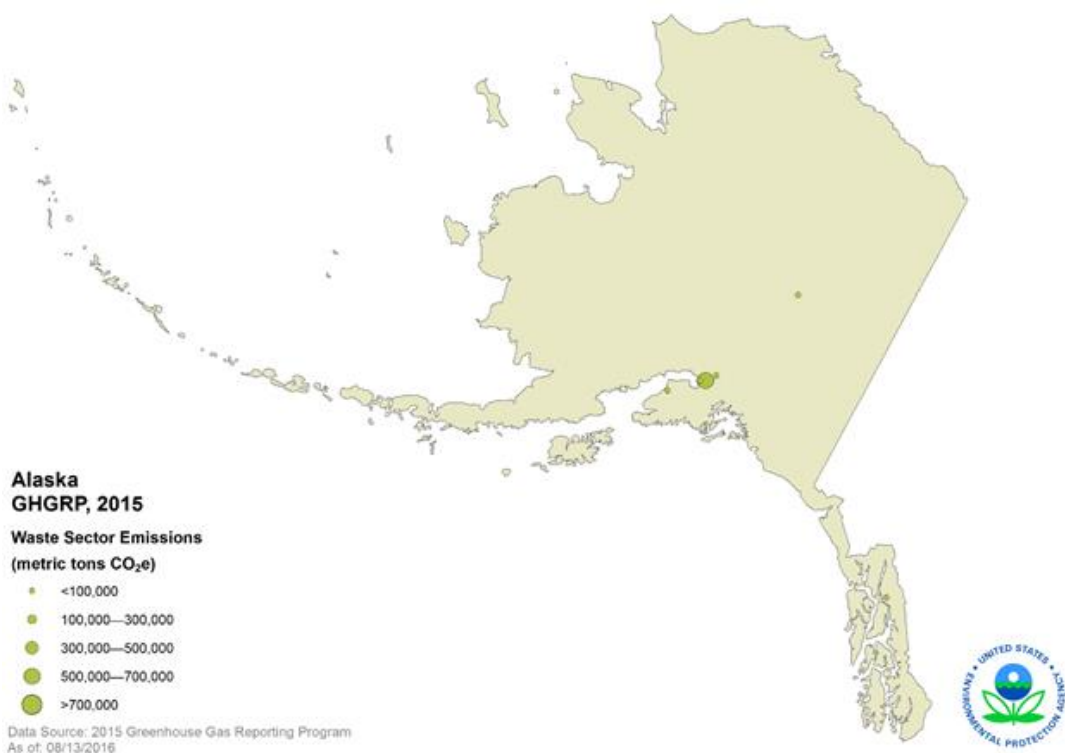 Alaska
GHGRP, 2015
Waste Sector Emissions
(metric tons CO₂e)
<100,000
100,000—300,000
300,000—500,000
500,000—700,000
>700,000
Data Source: 2015 Greenhouse Gas Reporting Program
As of: 08/13/2016
UNITED STATES
ENVIRONMENTAL PROTECTION AGENCY